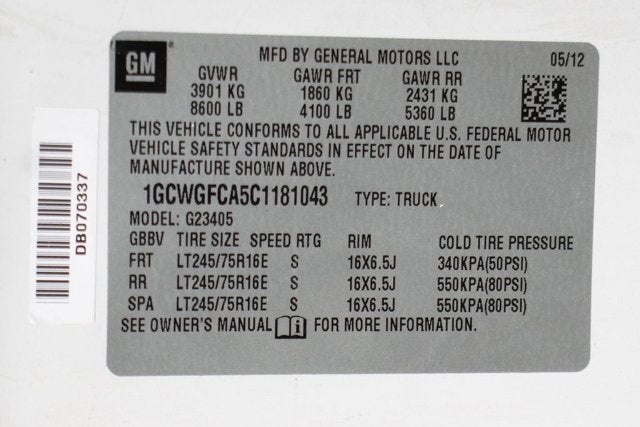 GM
MFD BY GENERAL MOTORS LLC 05/12
GVWR GAWR FRT GAWR RR
3901 KG 1860 KG 2431 KG
8600 LB 4100 LB 5360 LB
THIS VEHICLE CONFORMS TO ALL APPLICABLE U.S. FEDERAL MOTOR
VEHICLE SAFETY STANDARDS IN EFFECT ON THE DATE OF
MANUFACTURE SHOWN ABOVE.
1GCWGFCA5C1181043 TYPE: TRUCK
MODEL: G23405
GBBV TIRE SIZE SPEED RTG RIM COLD TIRE PRESSURE
FRT LT245/75R16E S 16X6.5J 340KPA(50PSI)
RR LT245/75R16E S 16X6.5J 550KPA(80PSI)
SPA LT245/75R16E S 16X6.5J 550KPA(80PSI)
SEE OWNER'S MANUAL FOR MORE INFORMATION.
DB070337